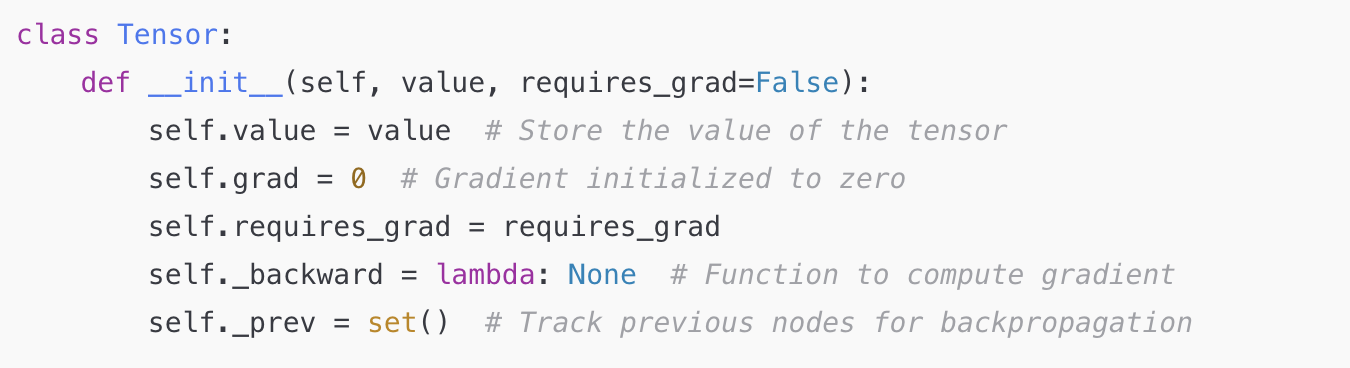 class Tensor:
    def __init__(self, value, requires_grad=False):
        self.value = value  # Store the value of the tensor
        self.grad = 0  # Gradient initialized to zero
        self.requires_grad = requires_grad
        self._backward = lambda: None  # Function to compute gradient
        self._prev = set()  # Track previous nodes for backpropagation